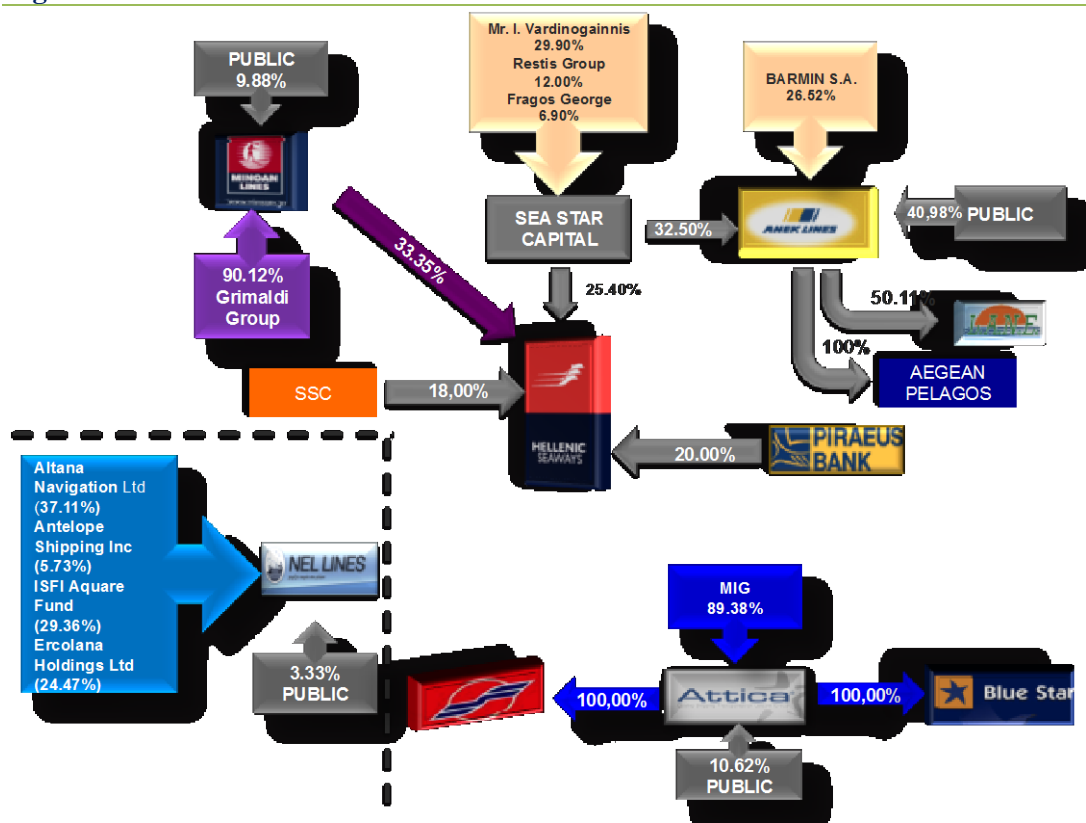 PUBLIC
9.88%
MINOAN
LINES
90.12%
Grimaldi
Group
33.35%
Mr. I. Vardinogainnis
29.90%
Restis Group
12.00%
Fragos George
6.90%
SEA STAR
CAPITAL
25.40%
32.50%
BARMIN S.A.
26.52%
ANEK LINES
40,98%
PUBLIC
50.11%
LANE
100%
AEGEAN
PELAGOS
SSC
18,00%
HELLENIC
SEAWAYS
20.00%
PIRAEUS
BANK
Altana
Navigation Ltd
(37.11%)
Antelope
Shipping Inc
(5.73%)
ISFI Aquare
Fund
(29.36%)
Ercolana
Holdings Ltd
(24.47%)
NEL LINES
3.33%
PUBLIC
MIG
89.38%
100,00%
Attica
100,00%
Blue Star
10.62%
PUBLIC